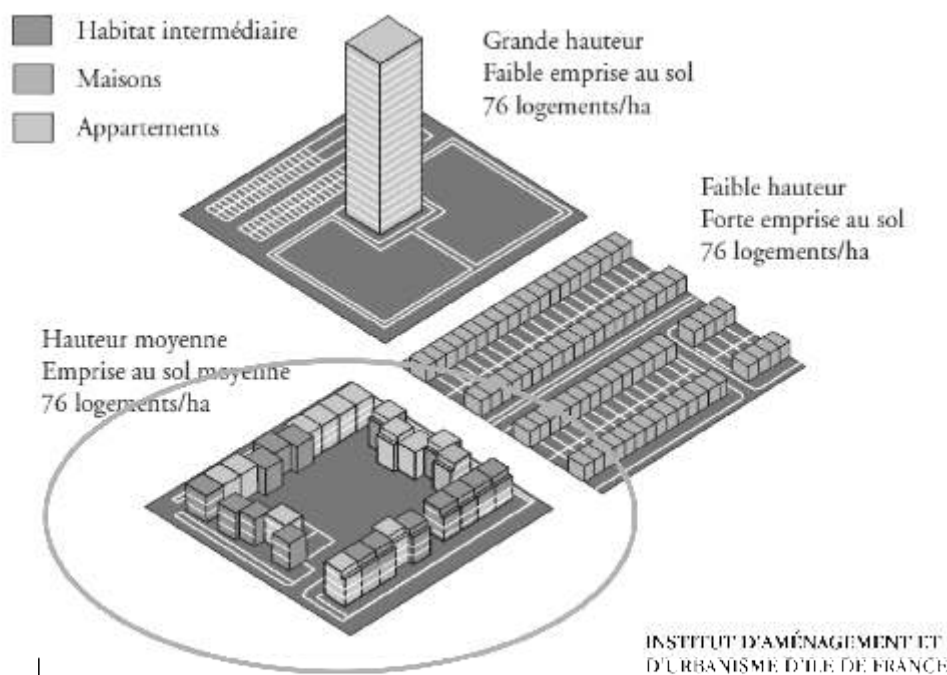 Habitat intermédiaire
Maisons
Appartements
Grande hauteur
Faible emprise au sol
76 logements/ha
Faible hauteur
Forte emprise au sol
76 logements/ha
Hauteur moyenne
Emprise au sol moyenne
76 logements/ha
INSTITUT D'AMÉNAGEMENT ET
D'URBANISME D'ILE DE FRANCE